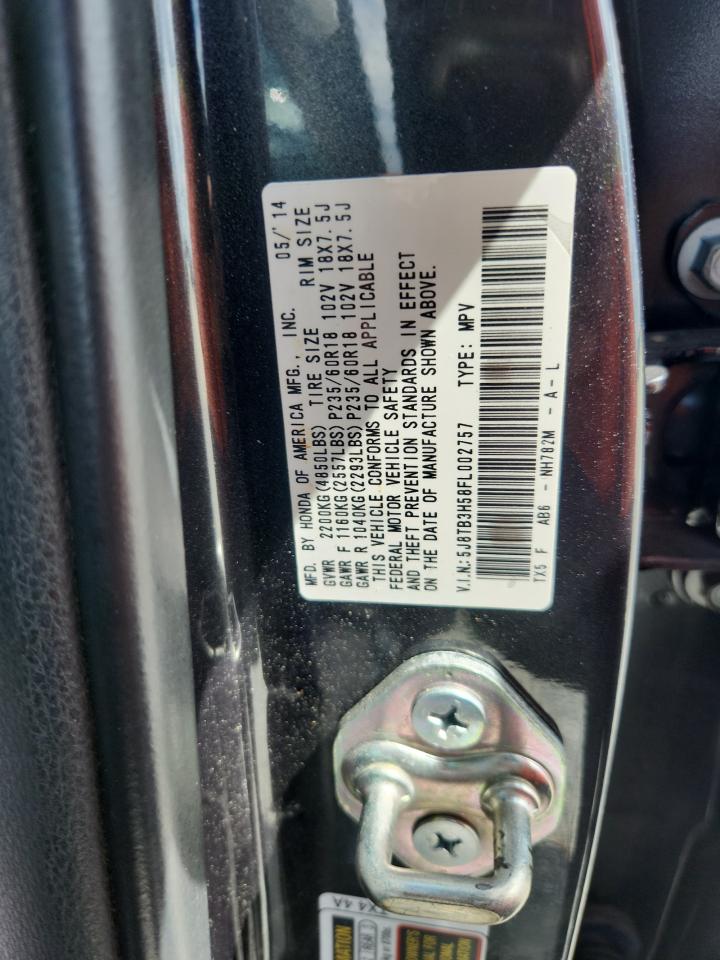 MFD. BY HONDA OF AMERICA MFG., INC. 05/'14
GVWR 2200KG(4850LBS) TIRE SIZE RIM SIZE
GAWR F 1160KG(2557LBS)P235/60R18 102V 18X7.5J
GAWR R 1040KG(2293LBS)P235/60R18 102V 18X7.5J
THIS VEHICLE CONFORMS TO ALL APPLICABLE
FEDERAL MOTOR VEHICLE SAFETY
AND THEFT PREVENTION STANDARDS IN EFFECT
ON THE DATE OF MANUFACTURE SHOWN ABOVE.
V.I.N.:5J8TB3H58FL002757 TYPE: MPV
TX5 F AB6 - NH782M - A - L